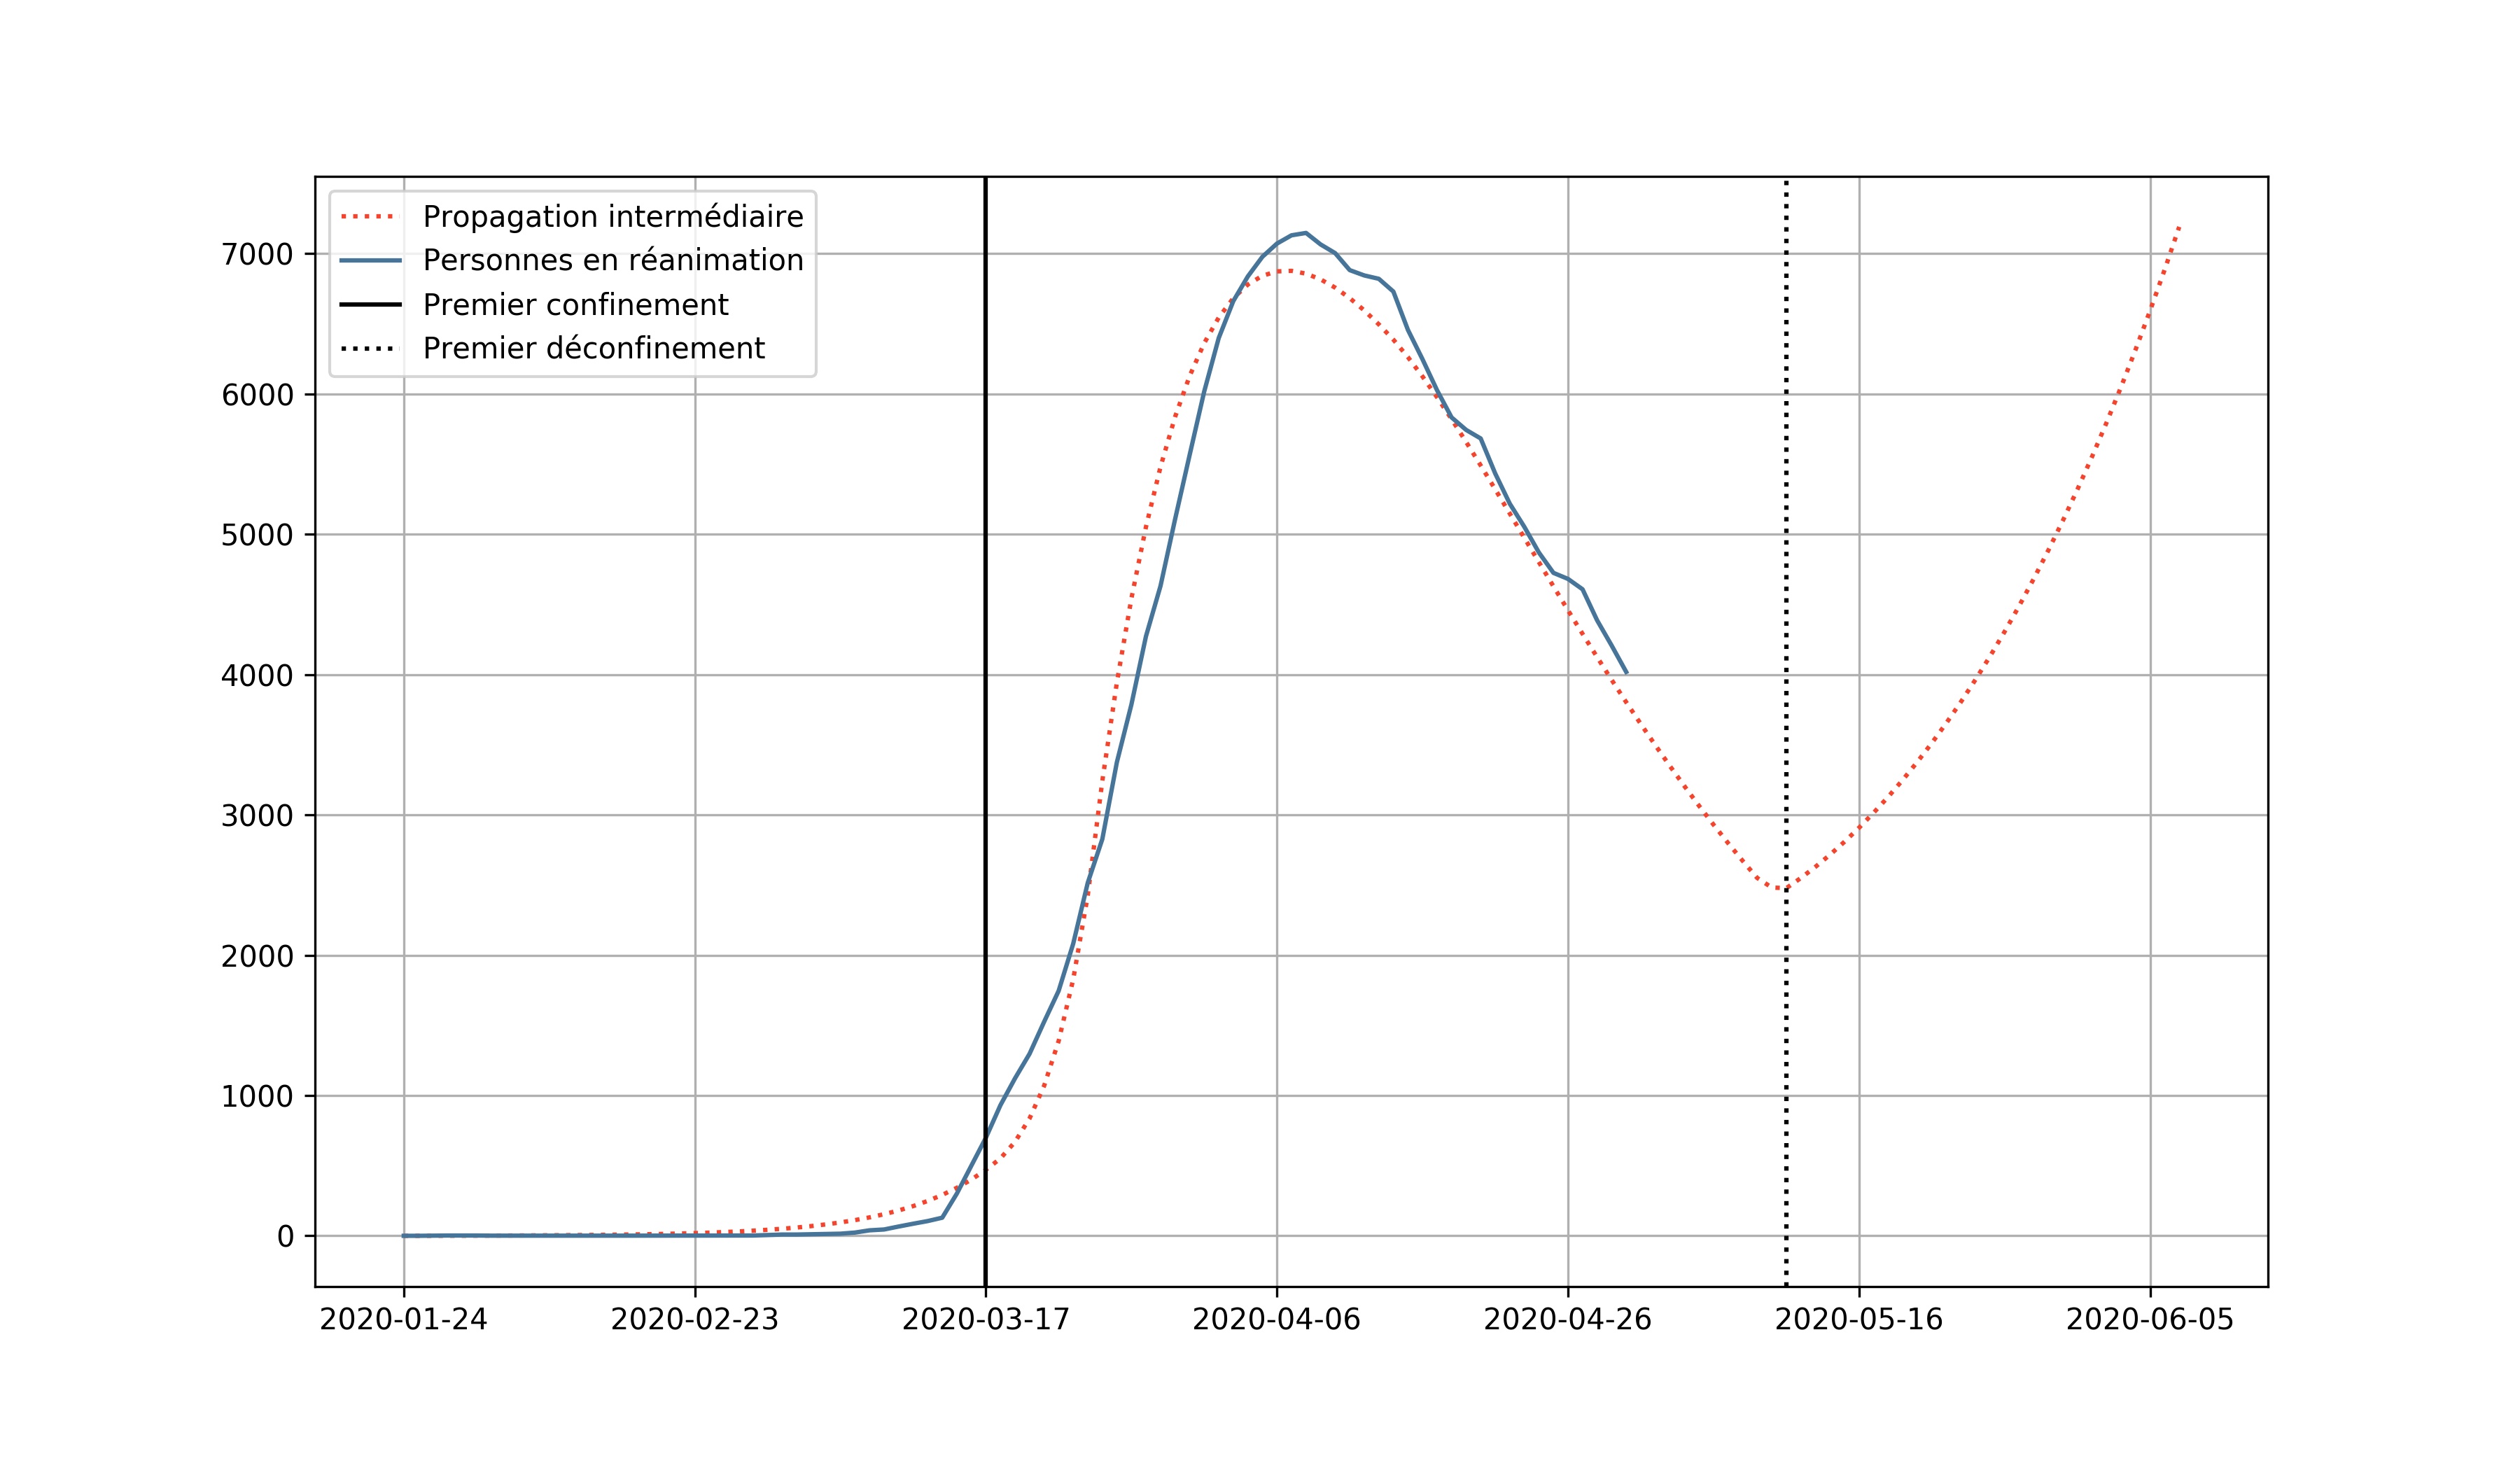 Propagation intermédiaire
Personnes en réanimation
Premier confinement
Premier déconfinement
7000
6000
5000
4000
3000
2000
1000
0
2020-01-24 2020-02-23 2020-03-17 2020-04-06 2020-04-26 2020-05-16 2020-06-05